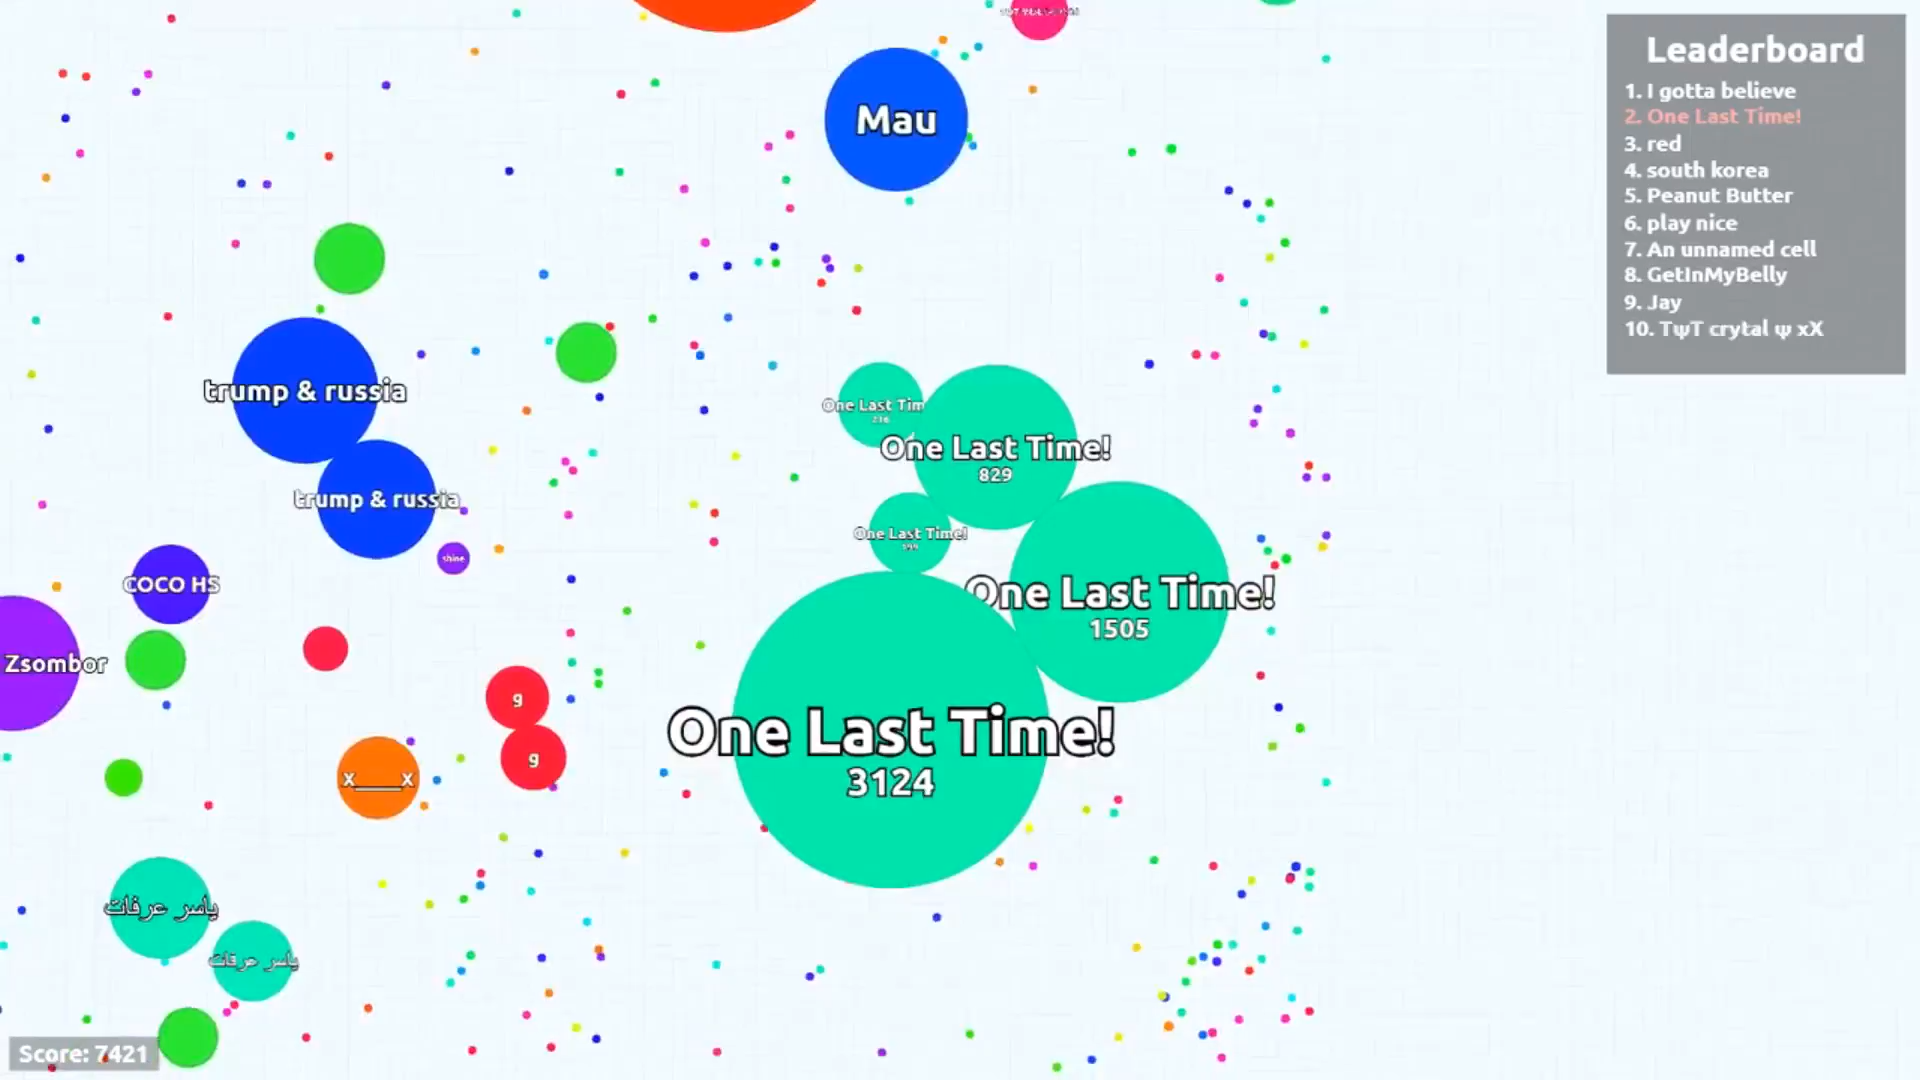 Leaderboard
1. I gotta believe
2. One Last Time!
3. red
4. south korea
5. Peanut Butter
6. play nice
7. An unnamed cell
8. GetInMyBelly
9. Jay
10. TψT crytal ψ xX
Mau
trump & russia
One Last Tim
One Last Time!
829
trump & russia
One Last Time!
199
shine
COCO HS
One Last Time!
1505
Zsombor
g
One Last Time!
3124
g
x____x
ياسر عرفات
ياسر عرفات
Score: 7421